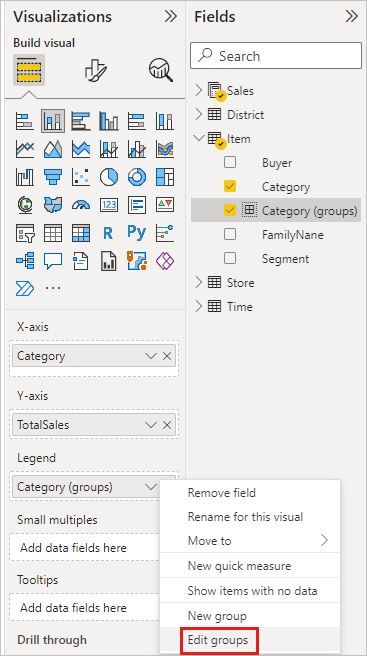 Visualizations
Build visual
123
R
Py
X-axis
Category
Y-axis
TotalSales
Legend
Category (groups)
Small multiples
Add data fields here
Tooltips
Add data fields here
Drill through
Fields
Search
Sales
District
Item
Buyer
Category
Category (groups)
FamilyNane
Segment
Store
Time
Remove field
Rename for this visual
Move to
New quick measure
Show items with no data
New group
Edit groups